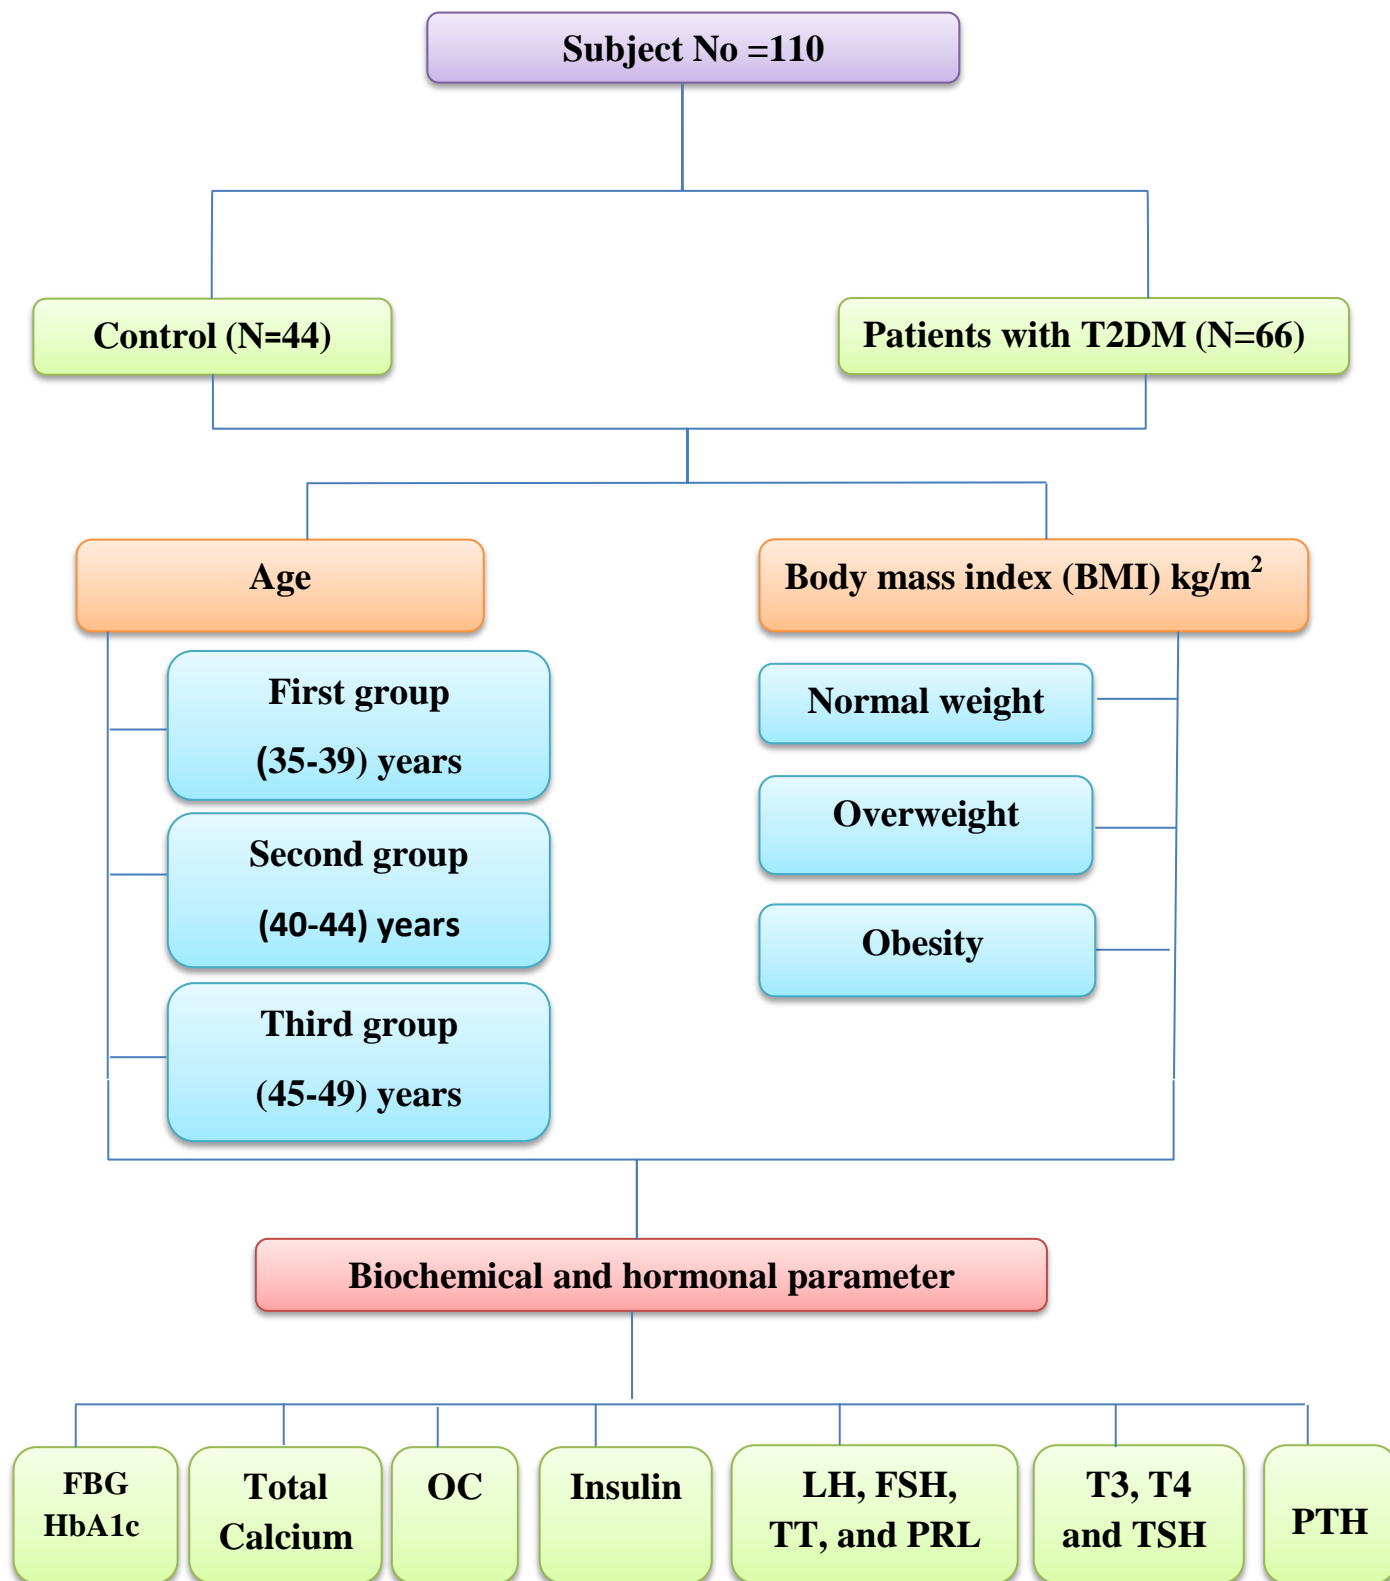 Subject No =110
Control (N=44)
Patients with T2DM (N=66)
Age
Body mass index (BMI) kg/m²
First group
(35-39) years
Second group
(40-44) years
Third group
(45-49) years
Normal weight
Overweight
Obesity
Biochemical and hormonal parameter
FBG
HbA1c
Total
Calcium
OC
Insulin
LH, FSH,
TT, and PRL
T3, T4
and TSH
PTH